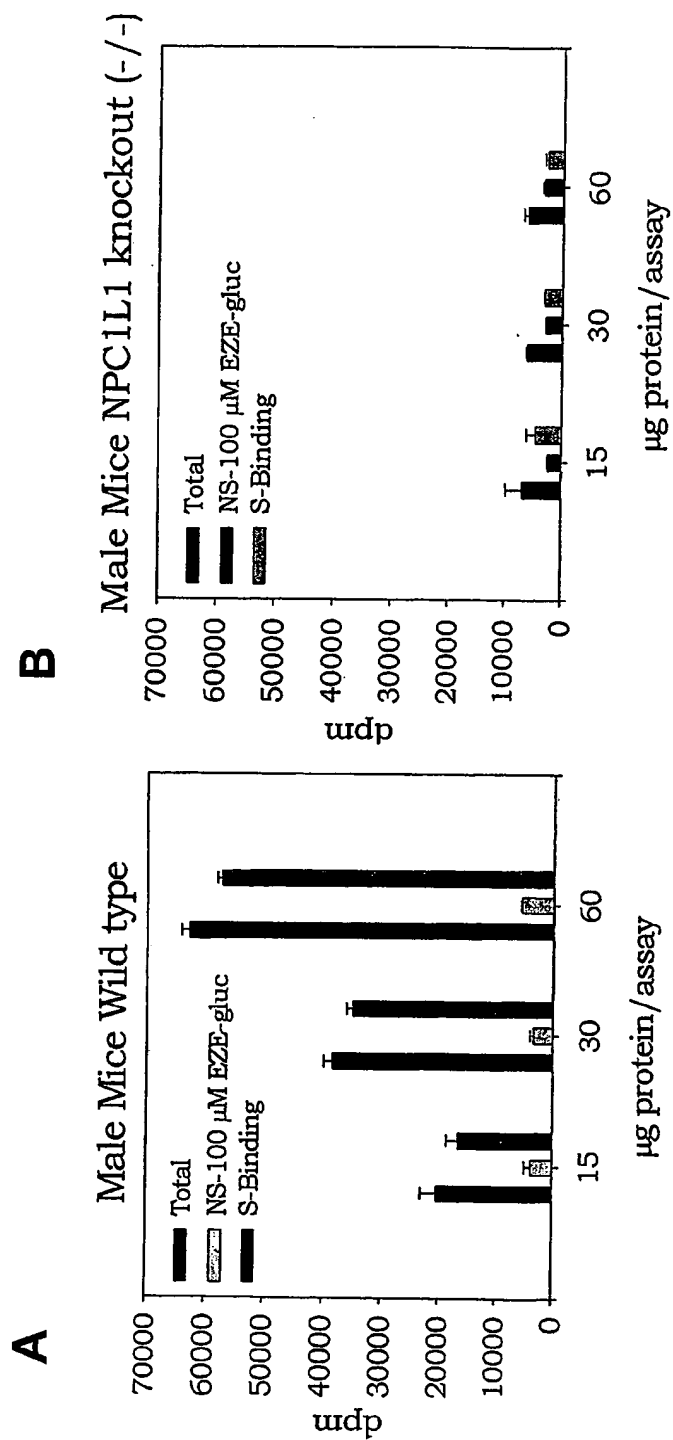 A
Male Mice Wild type
70000
60000
50000
40000
30000
20000
10000
0
dpm
Total
NS-100 µM EZE-gluc
S-Binding
15
30
60
µg protein/assay
B
Male Mice NPC1L1 knockout (-/-)
70000
60000
50000
40000
30000
20000
10000
0
dpm
Total
NS-100 µM EZE-gluc
S-Binding
15
30
60
µg protein/assay